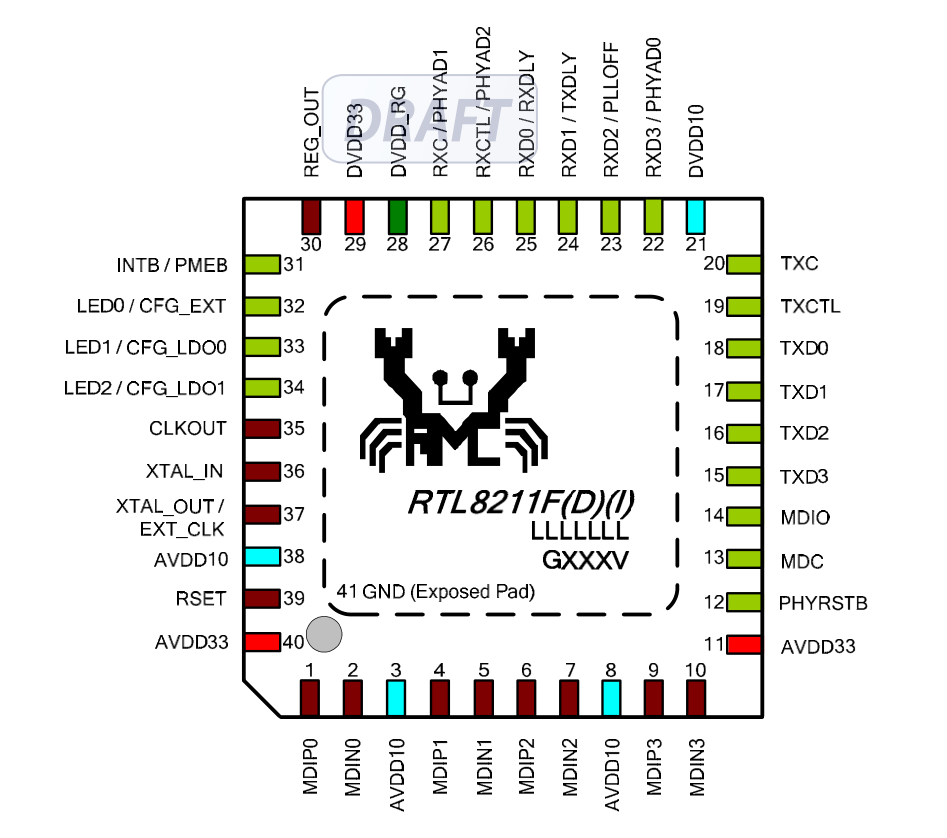 REG_OUT
DVDD33
DVDD_RG
RXC / PHYAD1
RXCTL / PHYAD2
RXD0 / RXDLY
RXD1 / TXDLY
RXD2 / PLLOFF
RXD3 / PHYAD0
DVDD10
DRAFT
30 29 28 27 26 25 24 23 22 21
INTB / PMEB 31
LED0 / CFG_EXT 32
LED1 / CFG_LDO0 33
LED2 / CFG_LDO1 34
CLKOUT 35
XTAL_IN 36
XTAL_OUT / 37
EXT_CLK
AVDD10 38
RSET 39
AVDD33 40
RTL8211F(D)(I)
LLLLLLL
GXXXV
41 GND (Exposed Pad)
20 TXC
19 TXCTL
18 TXD0
17 TXD1
16 TXD2
15 TXD3
14 MDIO
13 MDC
12 PHYRSTB
11 AVDD33
1 2 3 4 5 6 7 8 9 10
MDIP0
MDIN0
AVDD10
MDIP1
MDIN1
MDIP2
MDIN2
AVDD10
MDIP3
MDIN3